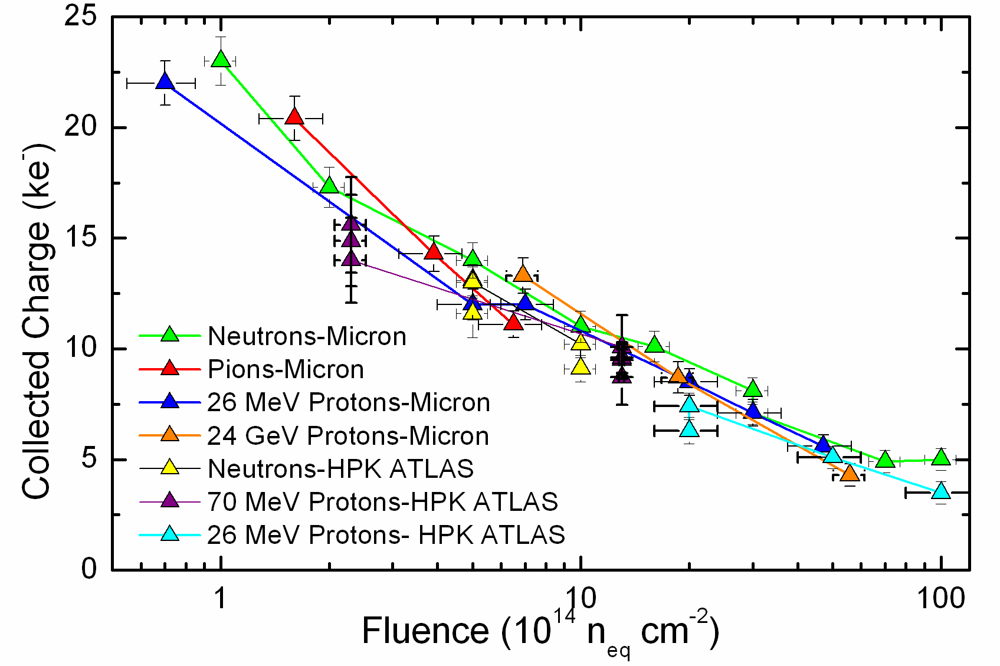 25
20
15
10
5
0
Collected Charge (ke⁻)
Neutrons-Micron
Pions-Micron
26 MeV Protons-Micron
24 GeV Protons-Micron
Neutrons-HPK ATLAS
70 MeV Protons-HPK ATLAS
26 MeV Protons- HPK ATLAS
1 10 100
Fluence (10¹⁴ n_eq cm⁻²)